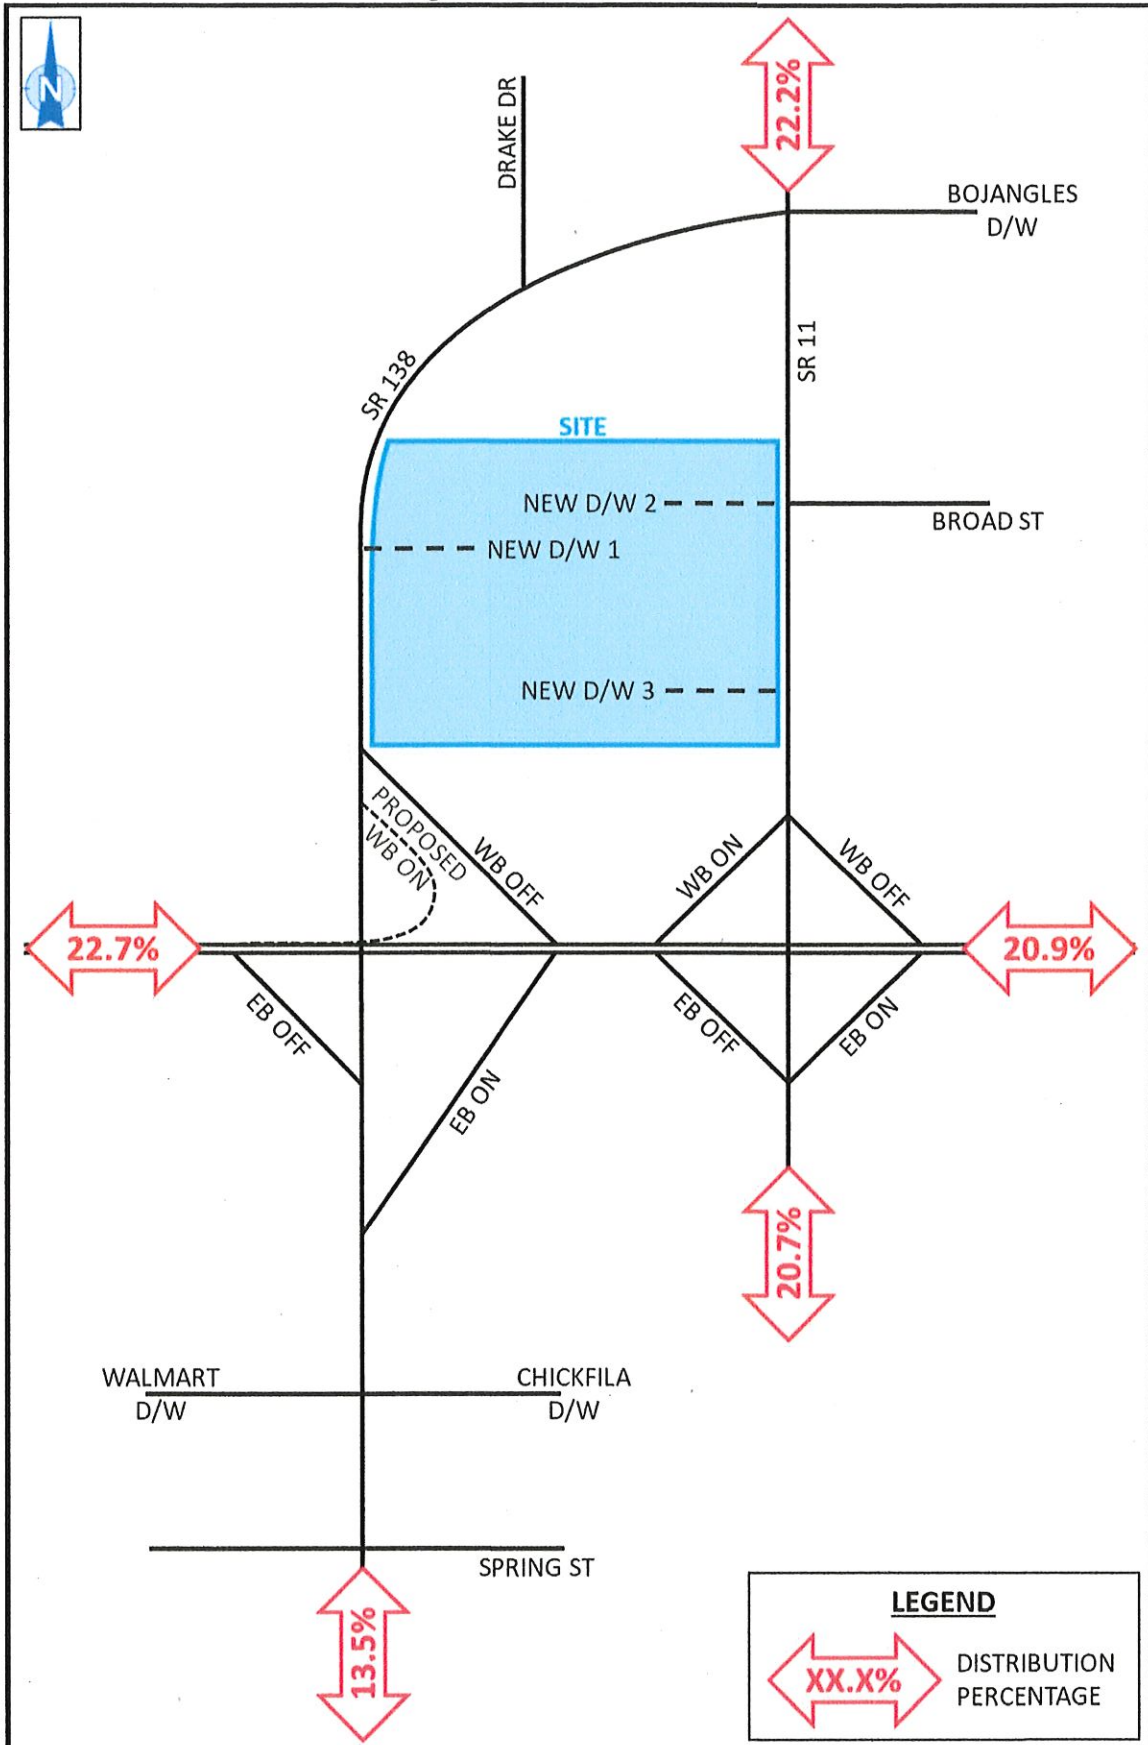 N
22.2%
DRAKE DR
BOJANGLES
D/W
SR 11
SR 138
SITE
NEW D/W 2
BROAD ST
NEW D/W 1
NEW D/W 3
PROPOSED
WB ON
WB OFF
WB ON
WB OFF
22.7%
20.9%
EB OFF
EB ON
EB OFF
EB ON
20.7%
WALMART
D/W
CHICKFILA
D/W
SPRING ST
13.5%
LEGEND
XX.X%
DISTRIBUTION
PERCENTAGE